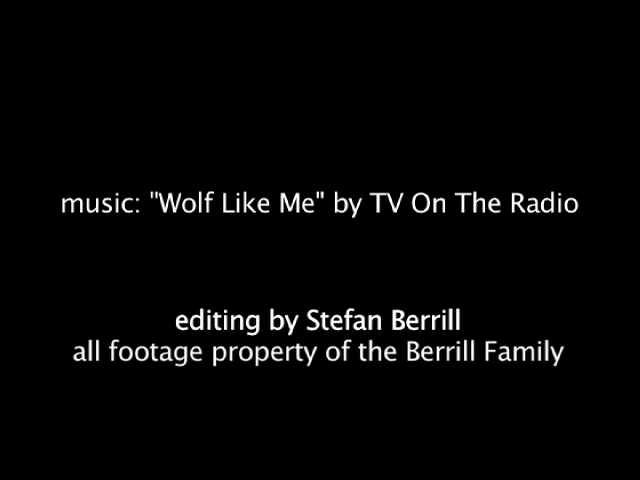 music: "Wolf Like Me" by TV On The Radio
editing by Stefan Berrill
all footage property of the Berrill Family